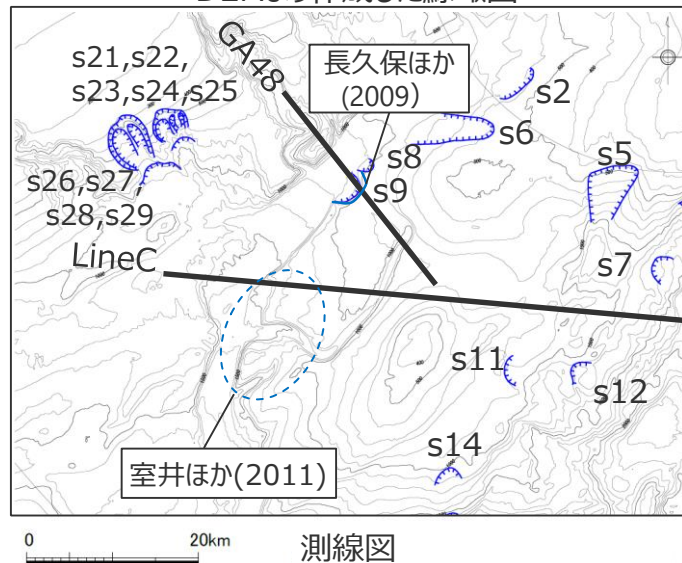 GA48
長久保ほか
(2009)
s21,s22,
s23,s24,s25
s2
s6
s5
s8
s9
s26,s27,
s28,s29
LineC
s7
s11
s12
s14
室井ほか(2011)
0 20km
測線図